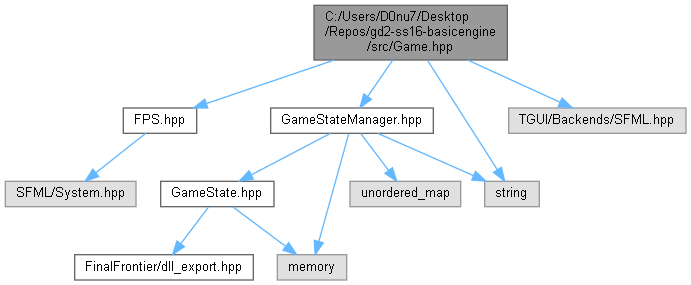 C:/Users/D0nu7/Desktop
/Repos/gd2-ss16-basicengine
/src/Game.hpp
FPS.hpp
GameStateManager.hpp
TGUI/Backends/SFML.hpp
SFML/System.hpp
GameState.hpp
unordered_map
string
FinalFrontier/dll_export.hpp
memory